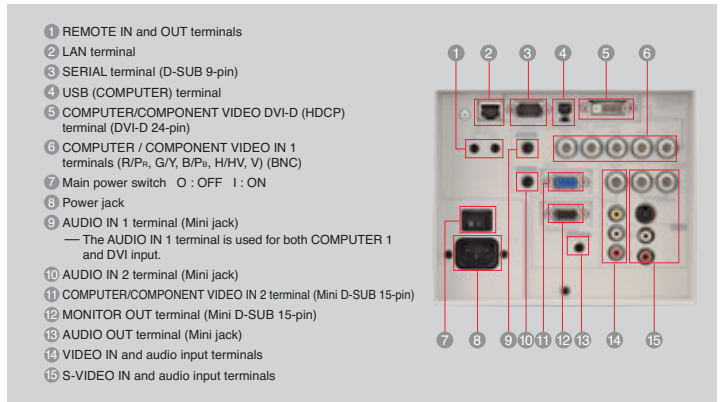 1 REMOTE IN and OUT terminals
2 LAN terminal
3 SERIAL terminal (D-SUB 9-pin)
4 USB (COMPUTER) terminal
5 COMPUTER/COMPONENT VIDEO DVI-D (HDCP)
terminal (DVI-D 24-pin)
6 COMPUTER / COMPONENT VIDEO IN 1
terminals (R/PR, G/Y, B/PB, H/HV, V) (BNC)
7 Main power switch O : OFF I : ON
8 Power jack
9 AUDIO IN 1 terminal (Mini jack)
— The AUDIO IN 1 terminal is used for both COMPUTER 1
and DVI input.
10 AUDIO IN 2 terminal (Mini jack)
11 COMPUTER/COMPONENT VIDEO IN 2 terminal (Mini D-SUB 15-pin)
12 MONITOR OUT terminal (Mini D-SUB 15-pin)
13 AUDIO OUT terminal (Mini jack)
14 VIDEO IN and audio input terminals
15 S-VIDEO IN and audio input terminals
1 2 3 4 5 6
7 8 9 10 11 12 13 14 15